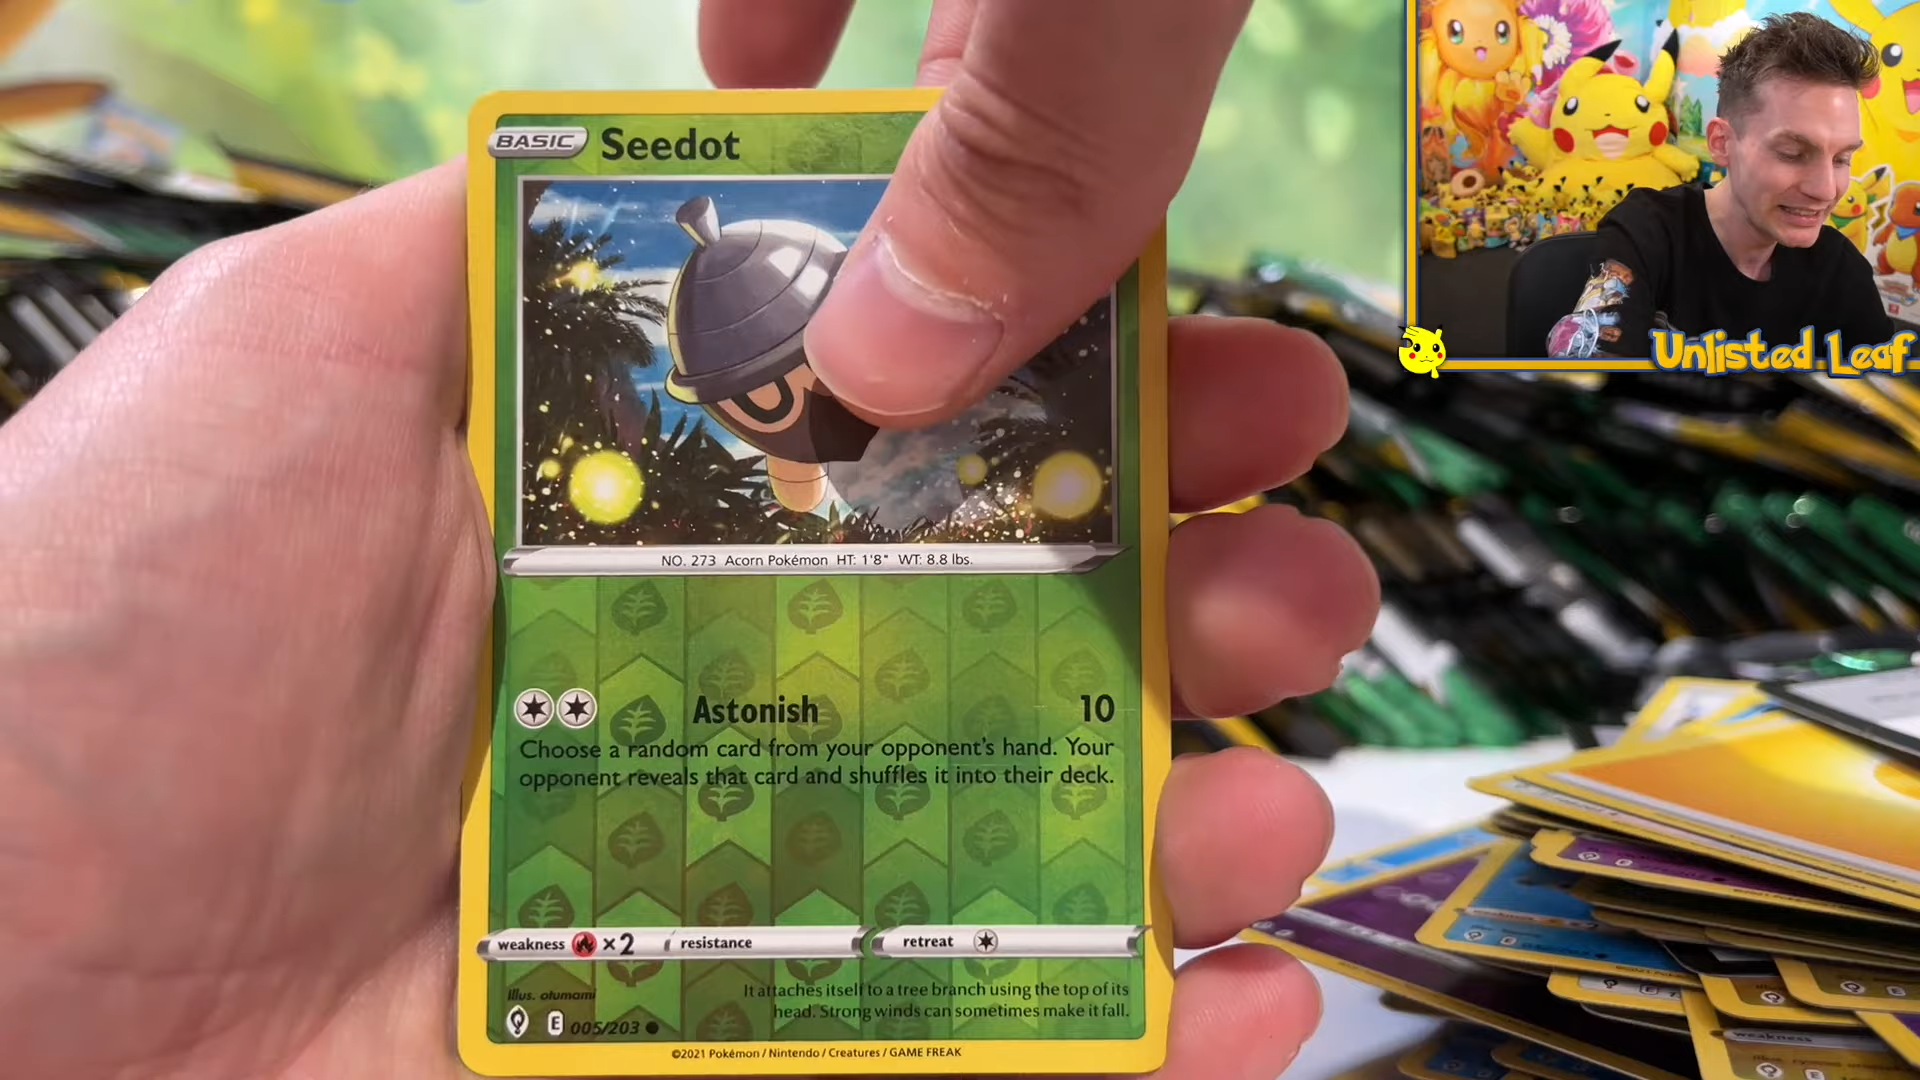 BASIC Seedot
Unlisted Leaf
NO. 273 Acorn Pokémon HT: 1'8" WT: 8.8 lbs.
Astonish 10
Choose a random card from your opponent's hand. Your
opponent reveals that card and shuffles it into their deck.
weakness ×2 resistance retreat
Illus. otumami
It attaches itself to a tree branch using the top of its
head. Strong winds can sometimes make it fall.
E 005/203
©2021 Pokémon / Nintendo / Creatures / GAME FREAK
weakness
E